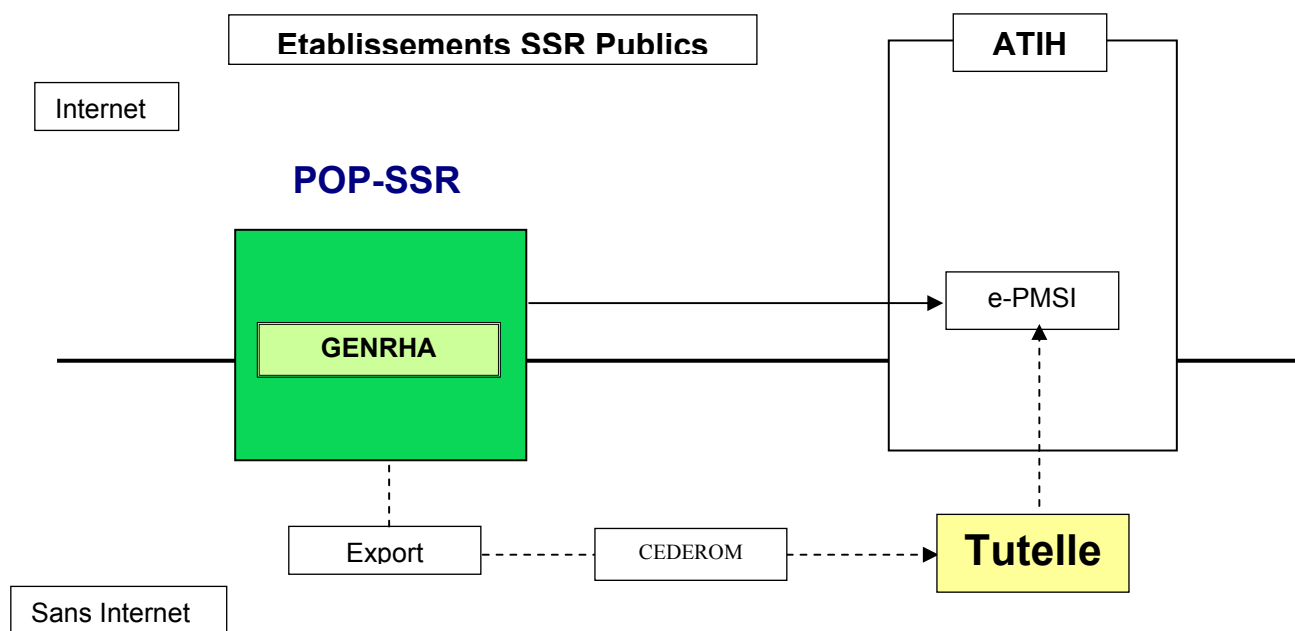 Etablissements SSR Publics
ATIH
Internet
POP-SSR
e-PMSI
GENRHA
Export
CEDEROM
Tutelle
Sans Internet